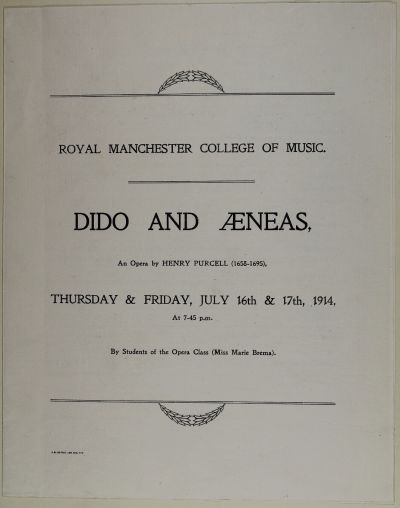 ROYAL MANCHESTER COLLEGE OF MUSIC.
DIDO AND ÆNEAS,
An Opera by HENRY PURCELL (1658-1695),
THURSDAY & FRIDAY, JULY 16th & 17th, 1914,
At 7-45 p.m.
By Students of the Opera Class (Miss Marie Brema).